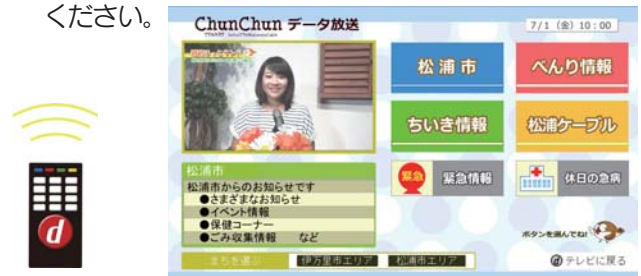 ください。
ChunChun データ放送
7/1 (金) 10:00
松浦市
べんり情報
ちいき情報
松浦ケーブル
緊急
緊急情報
休日の急病
松浦市
松浦市からのお知らせです
●さまざまなお知らせ
●イベント情報
●保健コーナー
●ごみ収集情報 など
ボタンを選んでね!
まちを選ぶ
伊万里市エリア
松浦市エリア
d テレビに戻る
d